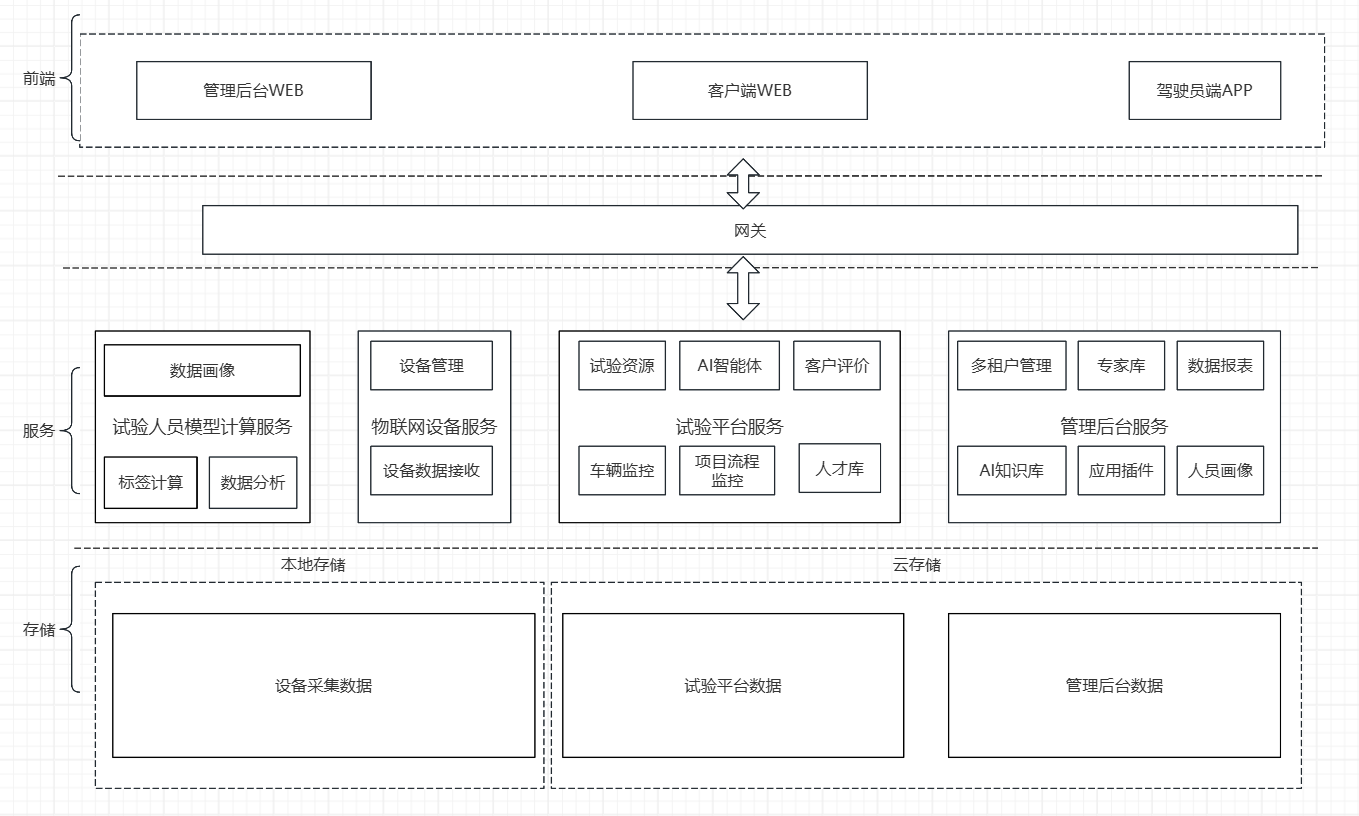 前端
管理后台WEB
客户端WEB
驾驶员端APP
网关
服务
数据画像
试验人员模型计算服务
标签计算
数据分析
设备管理
物联网设备服务
设备数据接收
试验资源
AI智能体
客户评价
试验平台服务
车辆监控
项目流程
监控
人才库
多租户管理
专家库
数据报表
管理后台服务
AI知识库
应用插件
人员画像
存储
本地存储
设备采集数据
云存储
试验平台数据
管理后台数据